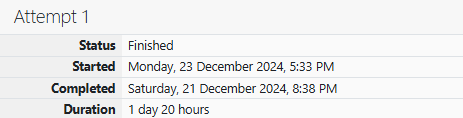 Attempt 1
Status Finished
Started Monday, 23 December 2024, 5:33 PM
Completed Saturday, 21 December 2024, 8:38 PM
Duration 1 day 20 hours